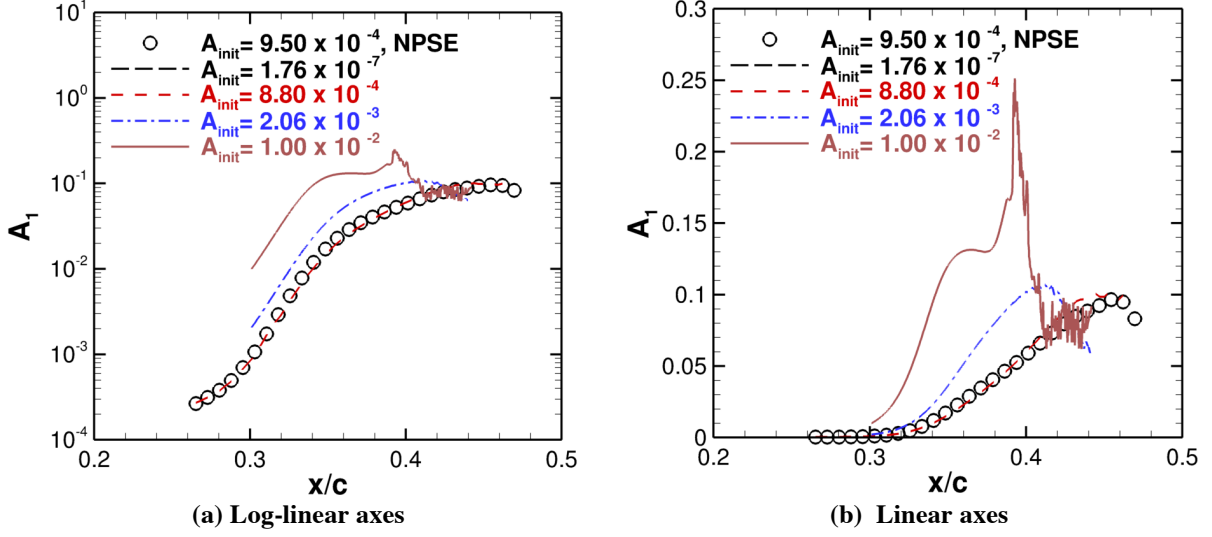 10^1
10^0
10^-1
10^-2
10^-3
10^-4
A_1
A_init= 9.50 x 10^-4, NPSE
A_init= 1.76 x 10^-7
A_init= 8.80 x 10^-4
A_init= 2.06 x 10^-3
A_init= 1.00 x 10^-2
0.2 0.3 0.4 0.5
x/c
(a) Log-linear axes
0.3
0.25
0.2
0.15
0.1
0.05
0
A_1
A_init= 9.50 x 10^-4, NPSE
A_init= 1.76 x 10^-7
A_init= 8.80 x 10^-4
A_init= 2.06 x 10^-3
A_init= 1.00 x 10^-2
0.2 0.3 0.4 0.5
x/c
(b) Linear axes